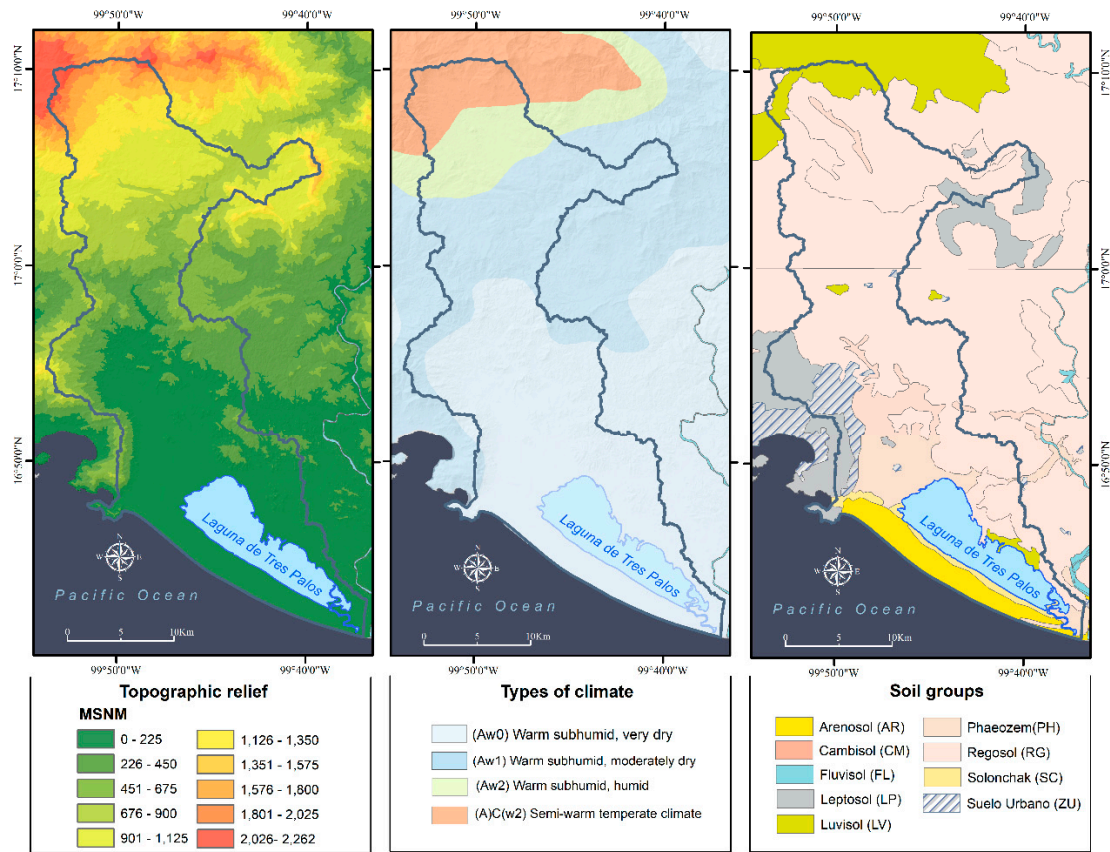 99°50'0"W 99°40'0"W
17°10'0"N
17°0'0"N
16°50'0"N
Laguna de Tres Palos
N
W E
S
Pacific Ocean
0 5 10Km
99°50'0"W 99°40'0"W
Topographic relief
MSNM
0 - 225
226 - 450
451 - 675
676 - 900
901 - 1,125
1,126 - 1,350
1,351 - 1,575
1,576 - 1,800
1,801 - 2,025
2,026 - 2,262
99°50'0"W 99°40'0"W
Laguna de Tres Palos
N
W E
S
Pacific Ocean
0 5 10Km
99°50'0"W 99°40'0"W
Types of climate
(Aw0) Warm subhumid, very dry
(Aw1) Warm subhumid, moderately dry
(Aw2) Warm subhumid, humid
(A)C(w2) Semi-warm temperate climate
99°50'0"W 99°40'0"W
17°10'0"N
17°0'0"N
16°50'0"N
Laguna de Tres Palos
N
W E
S
Pacific Ocean
0 5 10Km
99°50'0"W 99°40'0"W
Soil groups
Arenosol (AR)
Cambisol (CM)
Fluvisol (FL)
Leptosol (LP)
Luvisol (LV)
Phaeozem(PH)
Regosol (RG)
Solonchak (SC)
Suelo Urbano (ZU)